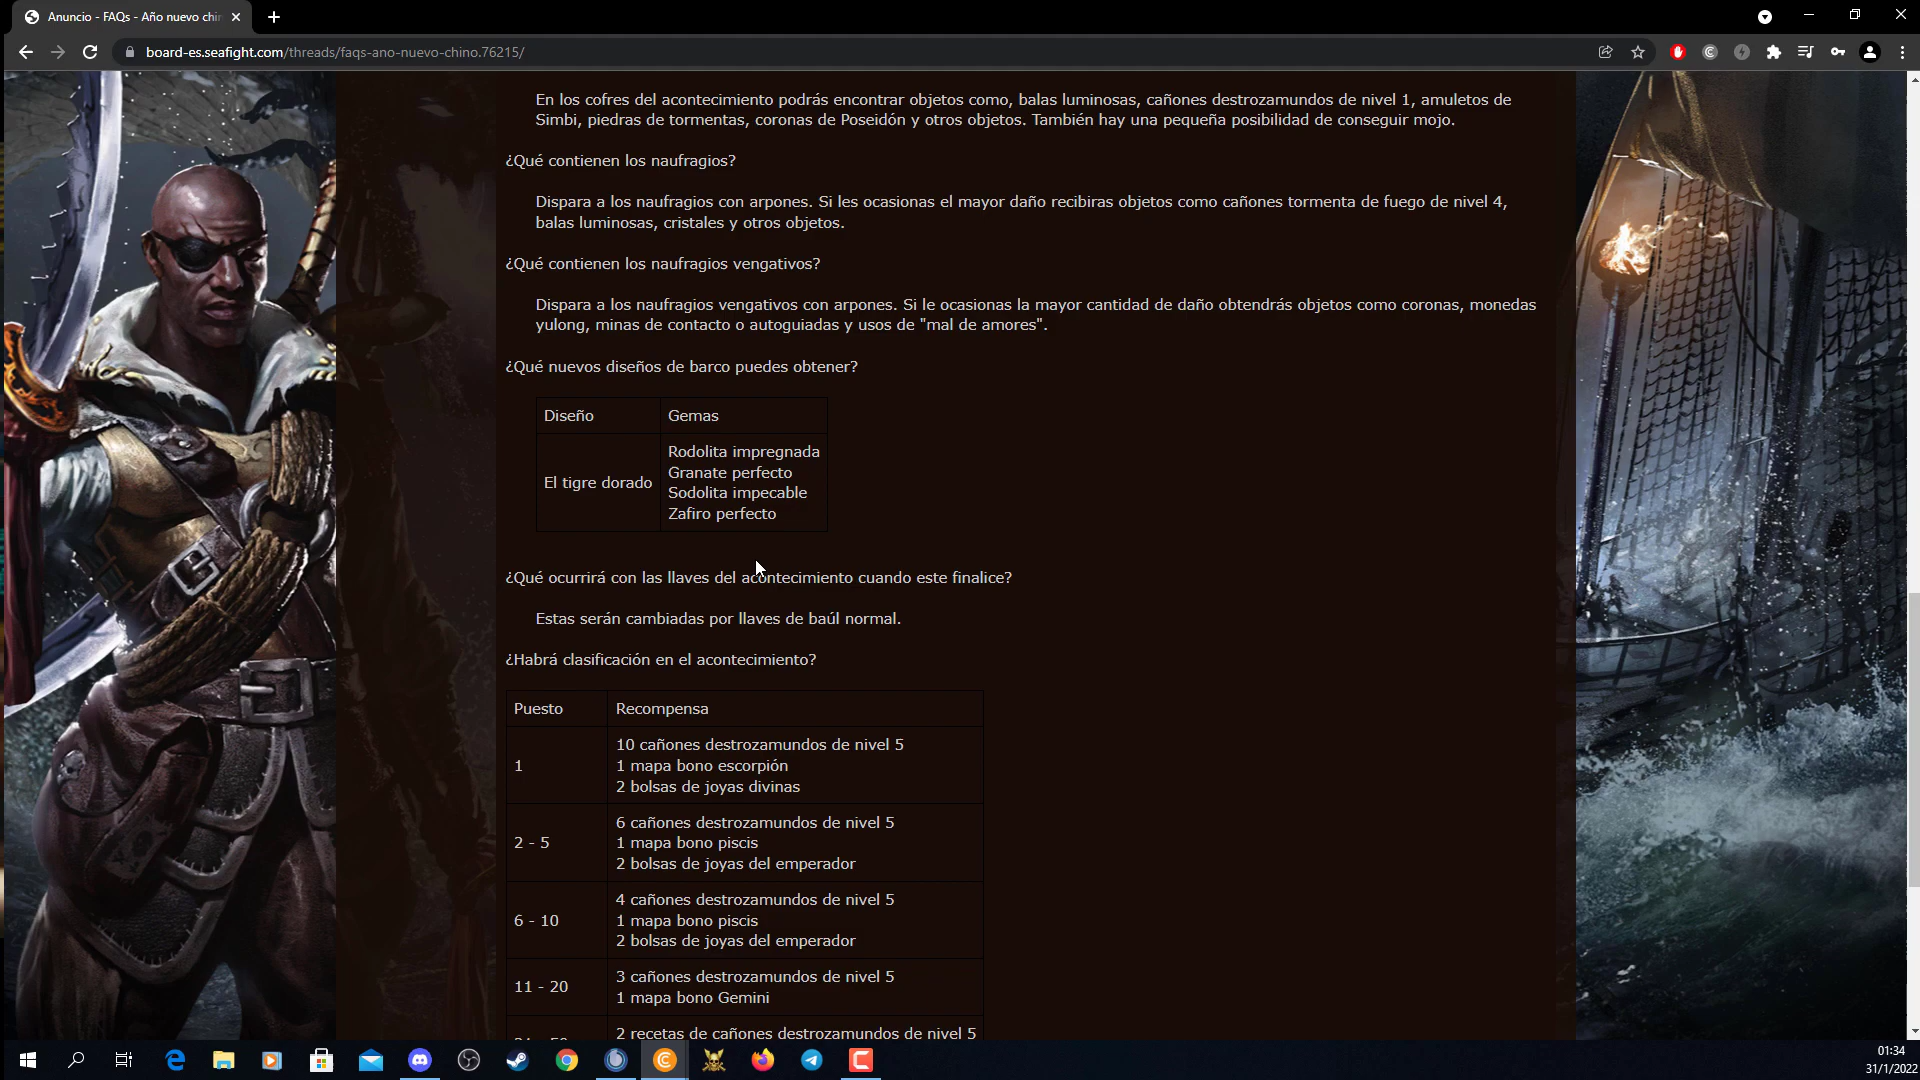 Anuncio - FAQs - Año nuevo chin
board-es.seafight.com/threads/faqs-ano-nuevo-chino.76215/
En los cofres del acontecimiento podrás encontrar objetos como, balas luminosas, cañones destrozamundos de nivel 1, amuletos de
Simbi, piedras de tormentas, coronas de Poseidón y otros objetos. También hay una pequeña posibilidad de conseguir mojo.
¿Qué contienen los naufragios?
Dispara a los naufragios con arpones. Si les ocasionas el mayor daño recibiras objetos como cañones tormenta de fuego de nivel 4,
balas luminosas, cristales y otros objetos.
¿Qué contienen los naufragios vengativos?
Dispara a los naufragios vengativos con arpones. Si le ocasionas la mayor cantidad de daño obtendrás objetos como coronas, monedas
yulong, minas de contacto o autoguiadas y usos de "mal de amores".
¿Qué nuevos diseños de barco puedes obtener?
Diseño Gemas
El tigre dorado
Rodolita impregnada
Granate perfecto
Sodolita impecable
Zafiro perfecto
¿Qué ocurrirá con las llaves del acontecimiento cuando este finalice?
Estas serán cambiadas por llaves de baúl normal.
¿Habrá clasificación en el acontecimiento?
Puesto Recompensa
1
10 cañones destrozamundos de nivel 5
1 mapa bono escorpión
2 bolsas de joyas divinas
2 - 5
6 cañones destrozamundos de nivel 5
1 mapa bono piscis
2 bolsas de joyas del emperador
6 - 10
4 cañones destrozamundos de nivel 5
1 mapa bono piscis
2 bolsas de joyas del emperador
11 - 20
3 cañones destrozamundos de nivel 5
1 mapa bono Gemini
2 recetas de cañones destrozamundos de nivel 5
01:34
31/1/2022